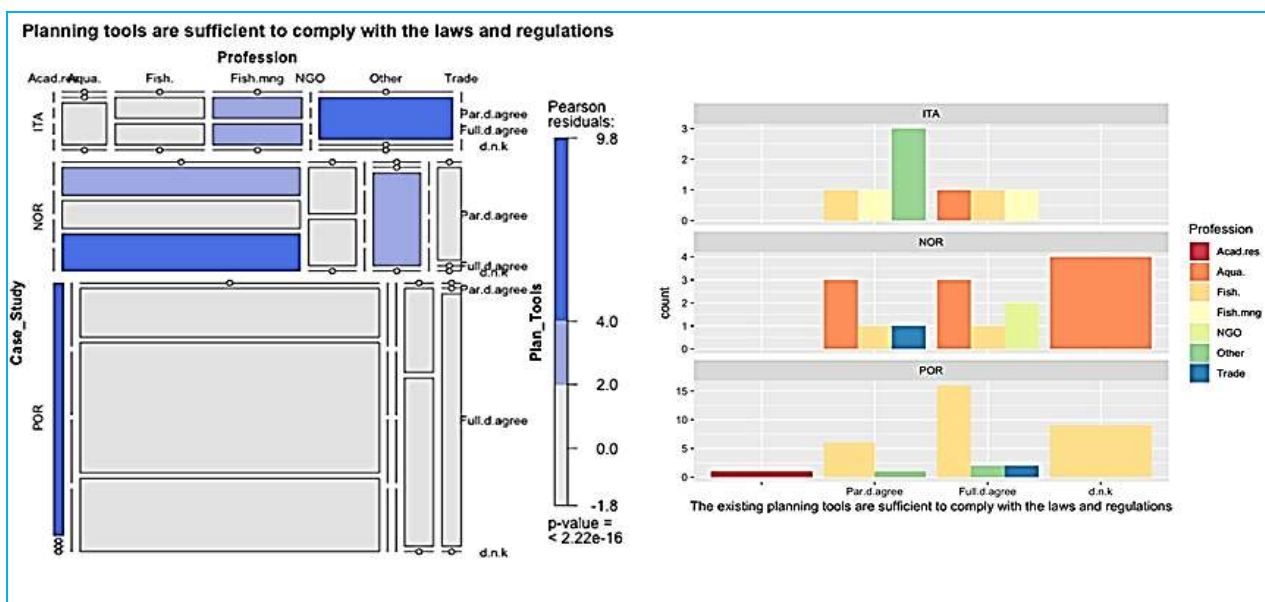 Planning tools are sufficient to comply with the laws and regulations
Profession
Acad.res Aqua. Fish. Fish.mng NGO Other Trade
ITA
Par.d.agree
Full.d.agree
d.n.k
NOR
Par.d.agree
Full.d.agree
d.n.k
Case_Study
POR
Par.d.agree
Full.d.agree
d.n.k
Plan_Tools
Pearson
residuals:
9.8
4.0
2.0
0.0
-1.8
p-value =
< 2.22e-16
ITA
3
2
1
0
NOR
4
3
2
1
0
POR
15
10
5
0
count
Par.d.agree Full.d.agree d.n.k
The existing planning tools are sufficient to comply with the laws and regulations
Profession
Acad.res
Aqua.
Fish.
Fish.mng
NGO
Other
Trade